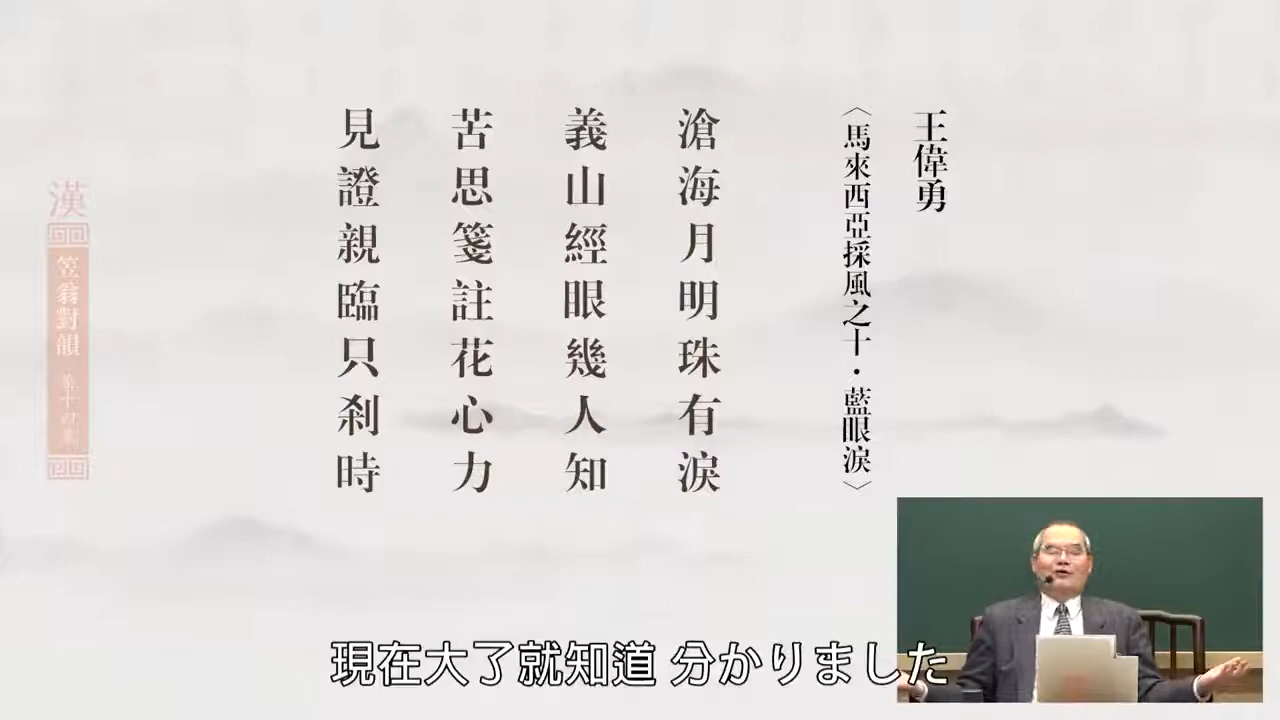 王偉勇
〈馬來西亞採風之十·藍眼淚〉
滄海月明珠有淚
義山經眼幾人知
苦思箋註花心力
見證親臨只剎時
漢
笠翁對韻
現在大了就知道 分かりました